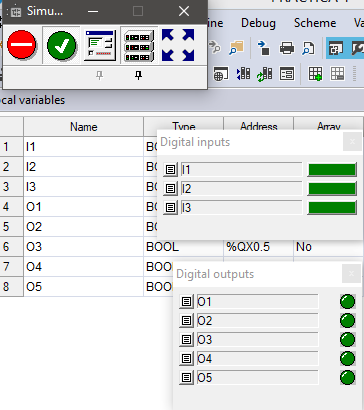 Simu...
ine Debug Scheme Va
ocal variables
Name Type Address Array
1 I1 BO
2 I2 BO
3 I3 BO
4 O1 BO
5 O2 BO
6 O3 BOOL %QX0.5 No
7 O4 BOO
8 O5 BOO
Digital inputs
I1
I2
I3
Digital outputs
O1
O2
O3
O4
O5